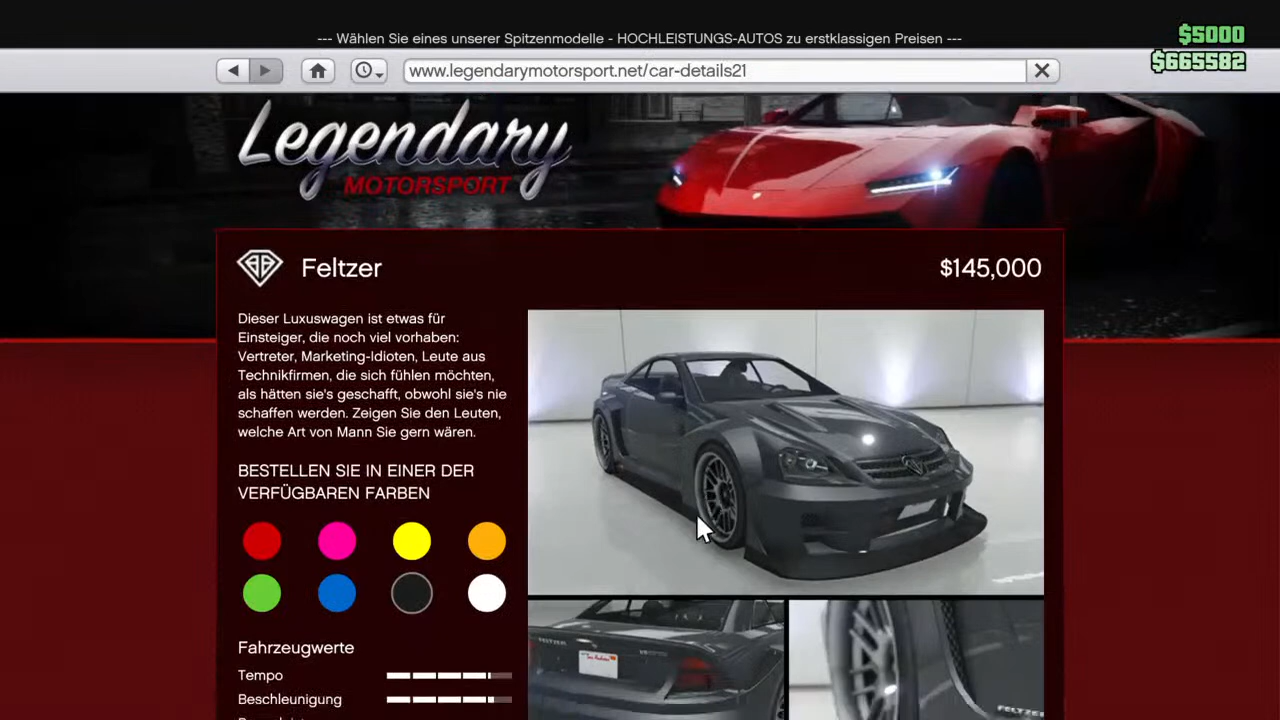 --- Wählen Sie eines unserer Spitzenmodelle - HOCHLEISTUNGS-AUTOS zu erstklassigen Preisen ---
$5000
$665582
www.legendarymotorsport.net/car-details21
Legendary
MOTORSPORT
Feltzer
$145,000
Dieser Luxuswagen ist etwas für
Einsteiger, die noch viel vorhaben:
Vertreter, Marketing-Idioten, Leute aus
Technikfirmen, die sich fühlen möchten,
als hätten sie's geschafft, obwohl sie's nie
schaffen werden. Zeigen Sie den Leuten,
welche Art von Mann Sie gern wären.
BESTELLEN SIE IN EINER DER
VERFÜGBAREN FARBEN
Fahrzeugwerte
Tempo
Beschleunigung
FELTZER
FELTZER